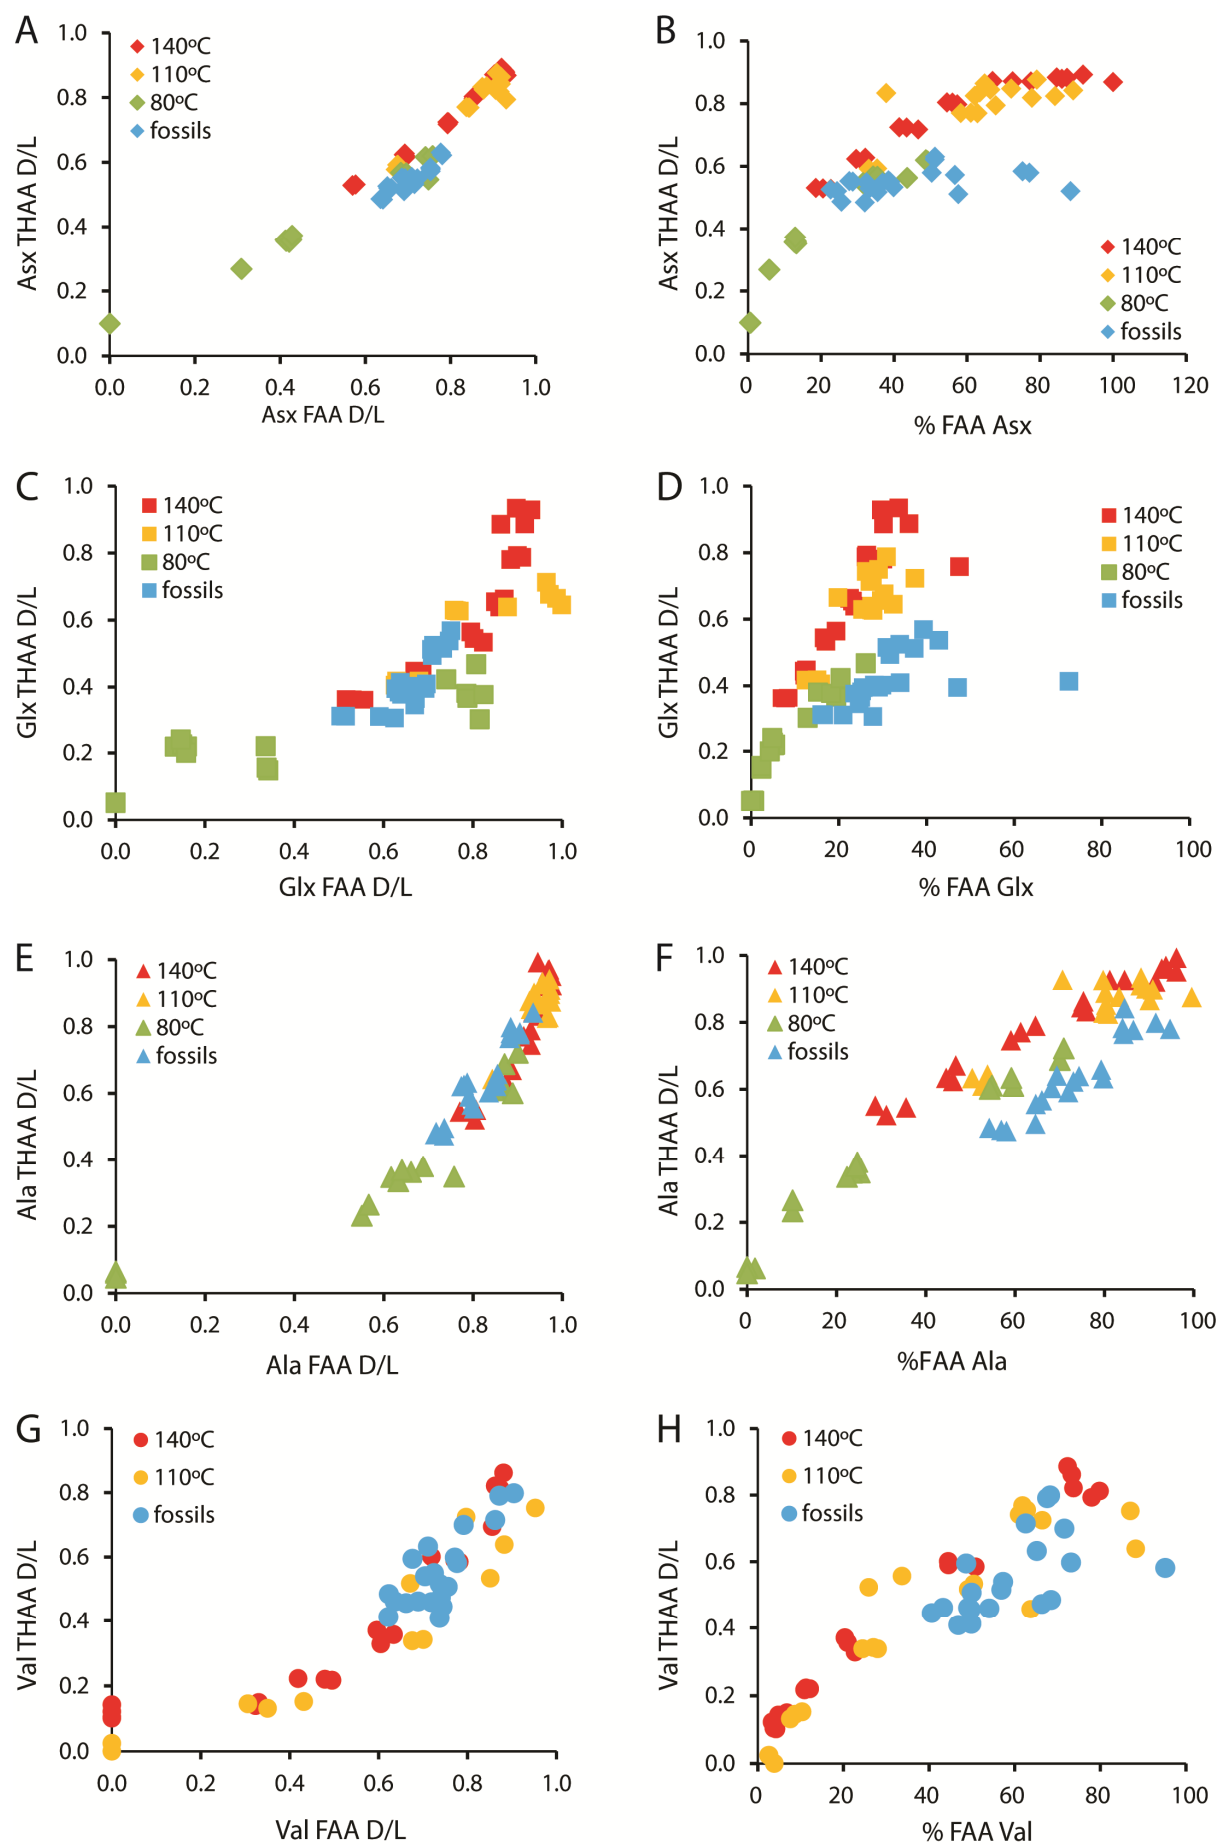 A
140ºC
110ºC
80ºC
fossils
Asx THAA D/L
1.0
0.8
0.6
0.4
0.2
0.0
0.0 0.2 0.4 0.6 0.8 1.0
Asx FAA D/L
B
Asx THAA D/L
1.0
0.8
0.6
0.4
0.2
0.0
140ºC
110ºC
80ºC
fossils
0 20 40 60 80 100 120
% FAA Asx
C
140ºC
110ºC
80ºC
fossils
Glx THAA D/L
1.0
0.8
0.6
0.4
0.2
0.0
0.0 0.2 0.4 0.6 0.8 1.0
Glx FAA D/L
D
140ºC
110ºC
80ºC
fossils
Glx THAA D/L
1.0
0.8
0.6
0.4
0.2
0.0
0 20 40 60 80 100
% FAA Glx
E
140ºC
110ºC
80ºC
fossils
Ala THAA D/L
1.0
0.8
0.6
0.4
0.2
0.0
0.0 0.2 0.4 0.6 0.8 1.0
Ala FAA D/L
F
140ºC
110ºC
80ºC
fossils
Ala THAA D/L
1.0
0.8
0.6
0.4
0.2
0.0
0 20 40 60 80 100
%FAA Ala
G
140ºC
110ºC
fossils
Val THAA D/L
1.0
0.8
0.6
0.4
0.2
0.0
0.0 0.2 0.4 0.6 0.8 1.0
Val FAA D/L
H
140ºC
110ºC
fossils
Val THAA D/L
1.0
0.8
0.6
0.4
0.2
0.0
0 20 40 60 80 100
% FAA Val